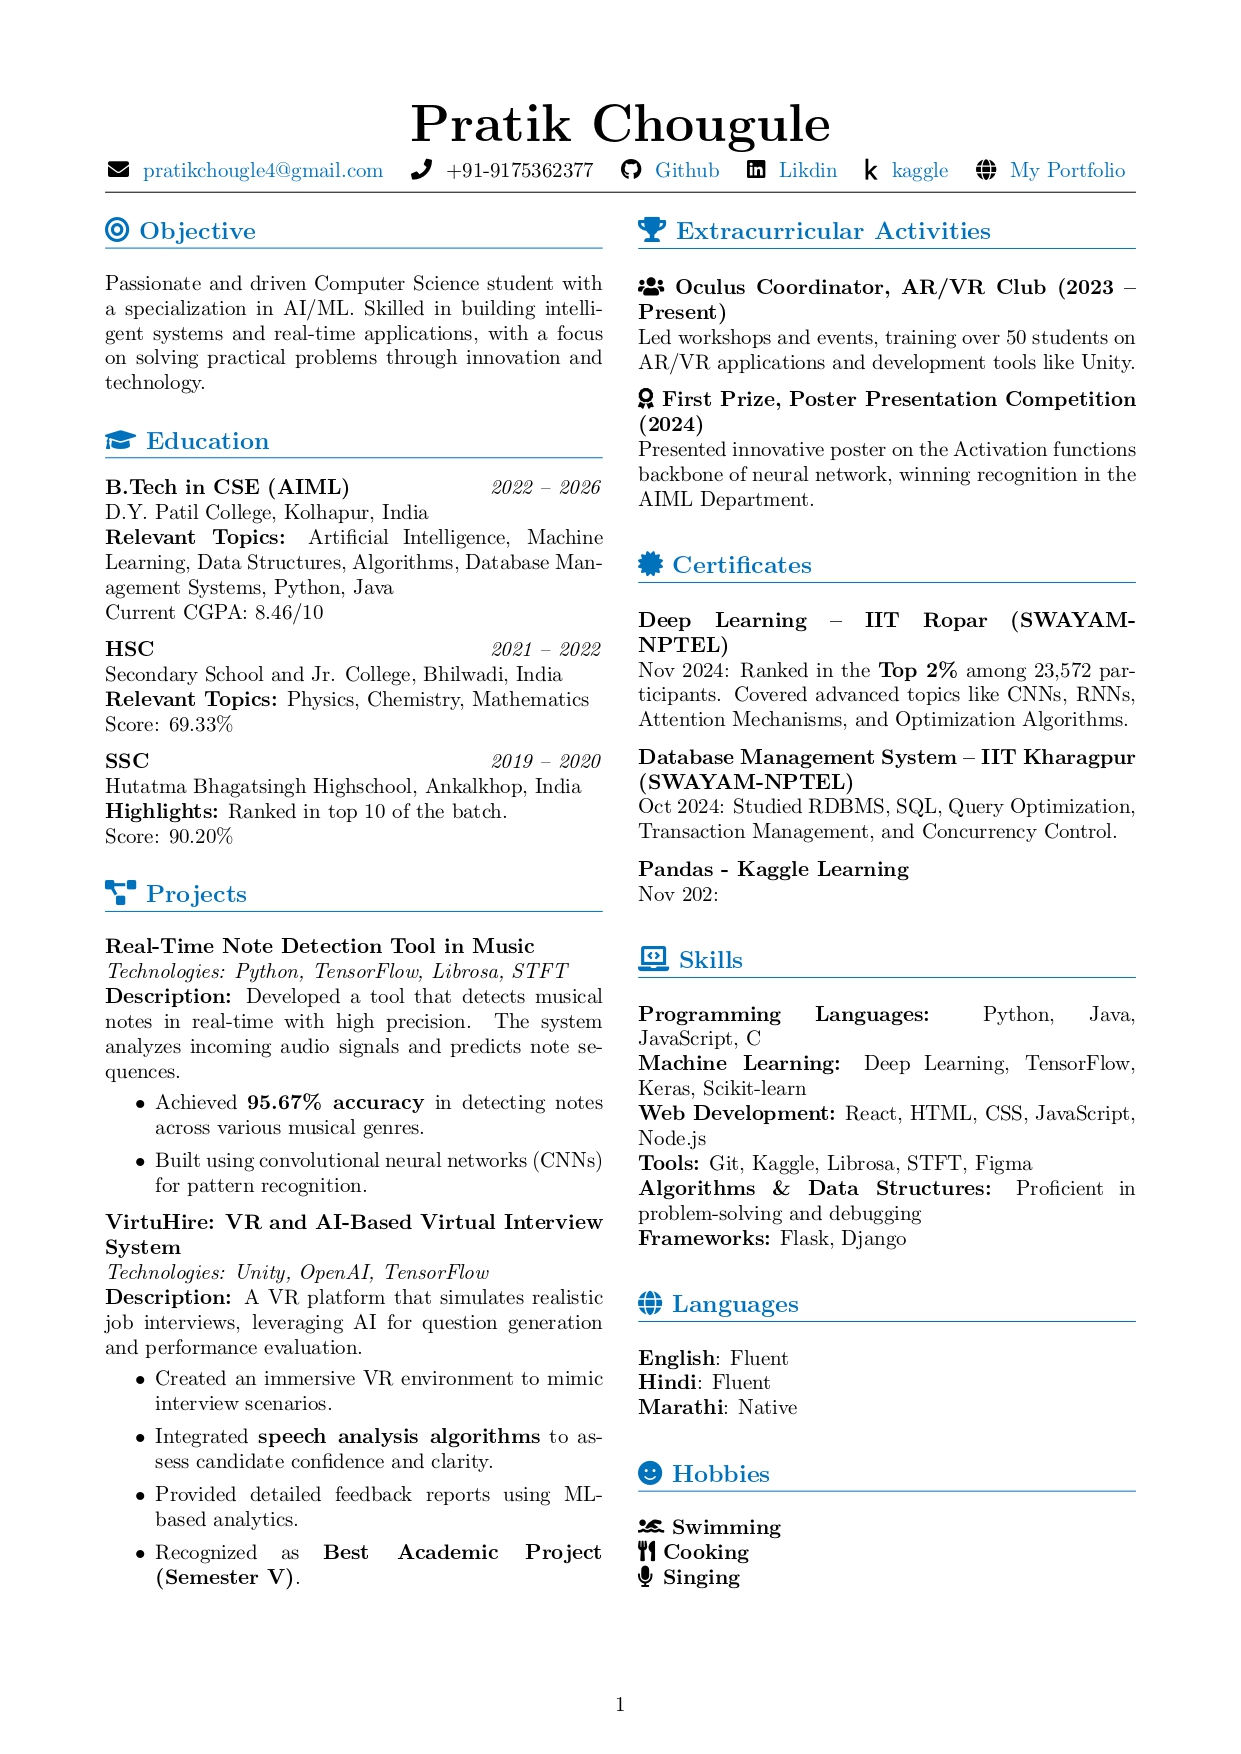 Pratik Chougule
pratikchougle4@gmail.com +91-9175362377 Github Likdin kaggle My Portfolio
Objective
Passionate and driven Computer Science student with
a specialization in AI/ML. Skilled in building intelli-
gent systems and real-time applications, with a focus
on solving practical problems through innovation and
technology.
Education
B.Tech in CSE (AIML) 2022 – 2026
D.Y. Patil College, Kolhapur, India
Relevant Topics: Artificial Intelligence, Machine
Learning, Data Structures, Algorithms, Database Man-
agement Systems, Python, Java
Current CGPA: 8.46/10
HSC 2021 – 2022
Secondary School and Jr. College, Bhilwadi, India
Relevant Topics: Physics, Chemistry, Mathematics
Score: 69.33%
SSC 2019 – 2020
Hutatma Bhagatsingh Highschool, Ankalkhop, India
Highlights: Ranked in top 10 of the batch.
Score: 90.20%
Projects
Real-Time Note Detection Tool in Music
Technologies: Python, TensorFlow, Librosa, STFT
Description: Developed a tool that detects musical
notes in real-time with high precision. The system
analyzes incoming audio signals and predicts note se-
quences.
• Achieved 95.67% accuracy in detecting notes
across various musical genres.
• Built using convolutional neural networks (CNNs)
for pattern recognition.
VirtuHire: VR and AI-Based Virtual Interview
System
Technologies: Unity, OpenAI, TensorFlow
Description: A VR platform that simulates realistic
job interviews, leveraging AI for question generation
and performance evaluation.
• Created an immersive VR environment to mimic
interview scenarios.
• Integrated speech analysis algorithms to as-
sess candidate confidence and clarity.
• Provided detailed feedback reports using ML-
based analytics.
• Recognized as Best Academic Project
(Semester V).
Extracurricular Activities
Oculus Coordinator, AR/VR Club (2023 –
Present)
Led workshops and events, training over 50 students on
AR/VR applications and development tools like Unity.
First Prize, Poster Presentation Competition
(2024)
Presented innovative poster on the Activation functions
backbone of neural network, winning recognition in the
AIML Department.
Certificates
Deep Learning – IIT Ropar (SWAYAM-
NPTEL)
Nov 2024: Ranked in the Top 2% among 23,572 par-
ticipants. Covered advanced topics like CNNs, RNNs,
Attention Mechanisms, and Optimization Algorithms.
Database Management System – IIT Kharagpur
(SWAYAM-NPTEL)
Oct 2024: Studied RDBMS, SQL, Query Optimization,
Transaction Management, and Concurrency Control.
Pandas - Kaggle Learning
Nov 202:
Skills
Programming Languages: Python, Java,
JavaScript, C
Machine Learning: Deep Learning, TensorFlow,
Keras, Scikit-learn
Web Development: React, HTML, CSS, JavaScript,
Node.js
Tools: Git, Kaggle, Librosa, STFT, Figma
Algorithms & Data Structures: Proficient in
problem-solving and debugging
Frameworks: Flask, Django
Languages
English: Fluent
Hindi: Fluent
Marathi: Native
Hobbies
Swimming
Cooking
Singing
1